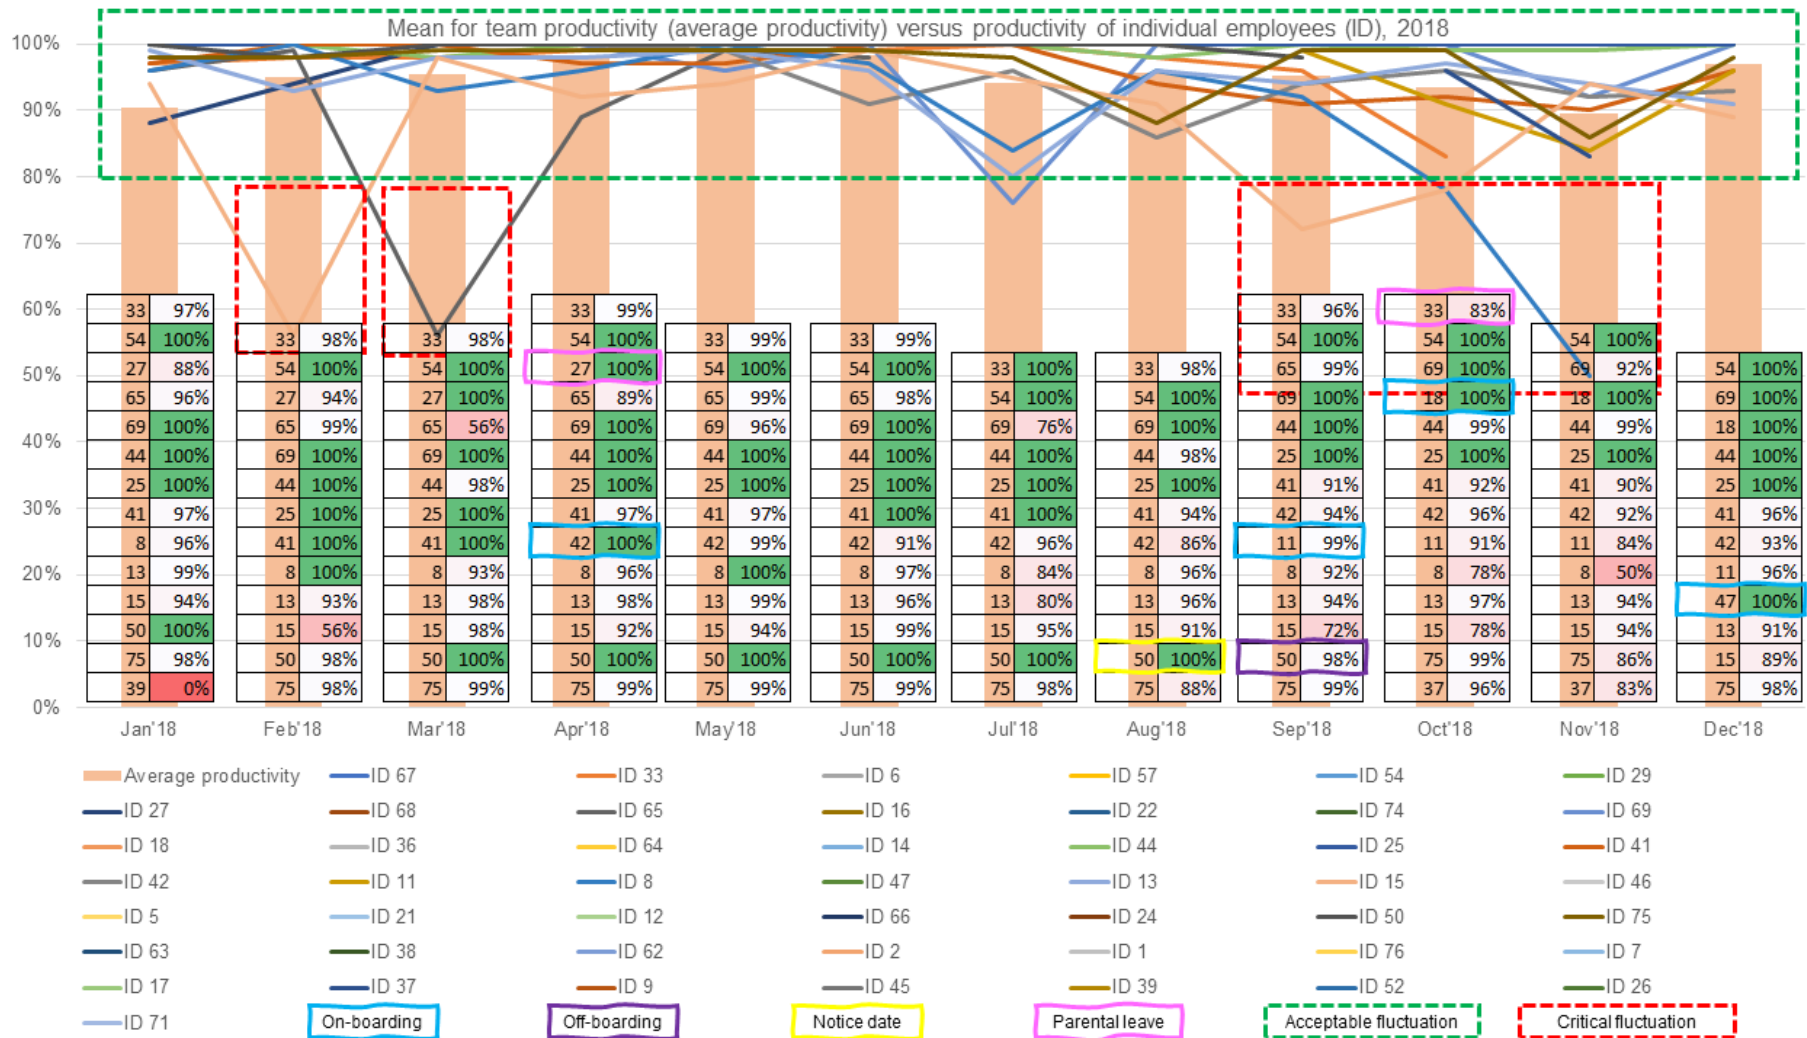 Mean for team productivity (average productivity) versus productivity of individual employees (ID), 2018
100%
90%
80%
70%
60% 33 97% 33 99% 33 96% 33 83%
54 100% 33 98% 33 98% 54 100% 33 99% 33 99% 54 100% 54 100% 54 100%
50% 27 88% 54 100% 54 100% 27 100% 54 100% 54 100% 33 100% 33 98% 65 99% 69 100% 69 92% 54 100%
65 96% 27 94% 27 100% 65 89% 65 99% 65 98% 54 100% 54 100% 69 100% 18 100% 18 100% 69 100%
40% 69 100% 65 99% 65 56% 69 100% 69 96% 69 100% 69 76% 69 100% 44 100% 44 99% 44 99% 18 100%
44 100% 69 100% 69 100% 44 100% 44 100% 44 100% 44 100% 44 98% 25 100% 25 100% 25 100% 44 100%
25 100% 44 100% 44 98% 25 100% 25 100% 25 100% 25 100% 25 100% 41 91% 41 92% 41 90% 25 100%
30% 41 97% 25 100% 25 100% 41 97% 41 97% 41 100% 41 100% 41 94% 42 94% 42 96% 42 92% 41 96%
8 96% 41 100% 41 100% 42 100% 42 99% 42 91% 42 96% 42 86% 11 99% 11 91% 11 84% 42 93%
20% 13 99% 8 100% 8 93% 8 96% 8 100% 8 97% 8 84% 8 96% 8 92% 8 78% 8 50% 11 96%
15 94% 13 93% 13 98% 13 98% 13 99% 13 96% 13 80% 13 96% 13 94% 13 97% 13 94% 47 100%
10% 50 100% 15 56% 15 98% 15 92% 15 94% 15 99% 15 95% 15 91% 15 72% 15 78% 15 94% 13 91%
75 98% 50 98% 50 100% 50 100% 50 100% 50 100% 50 100% 50 100% 50 98% 75 99% 75 86% 15 89%
0% 39 0% 75 98% 75 99% 75 99% 75 99% 75 99% 75 98% 75 88% 75 99% 37 96% 37 83% 75 98%
Jan'18 Feb'18 Mar'18 Apr'18 May'18 Jun'18 Jul'18 Aug'18 Sep'18 Oct'18 Nov'18 Dec'18
Average productivity ID 67 ID 33 ID 6 ID 57 ID 54 ID 29
ID 27 ID 68 ID 65 ID 16 ID 22 ID 74 ID 69
ID 18 ID 36 ID 64 ID 14 ID 44 ID 25 ID 41
ID 42 ID 11 ID 8 ID 47 ID 13 ID 15 ID 46
ID 5 ID 21 ID 12 ID 66 ID 24 ID 50 ID 75
ID 63 ID 38 ID 62 ID 2 ID 1 ID 76 ID 7
ID 17 ID 37 ID 9 ID 45 ID 39 ID 52 ID 26
ID 71 On-boarding Off-boarding Notice date Parental leave Acceptable fluctuation Critical fluctuation